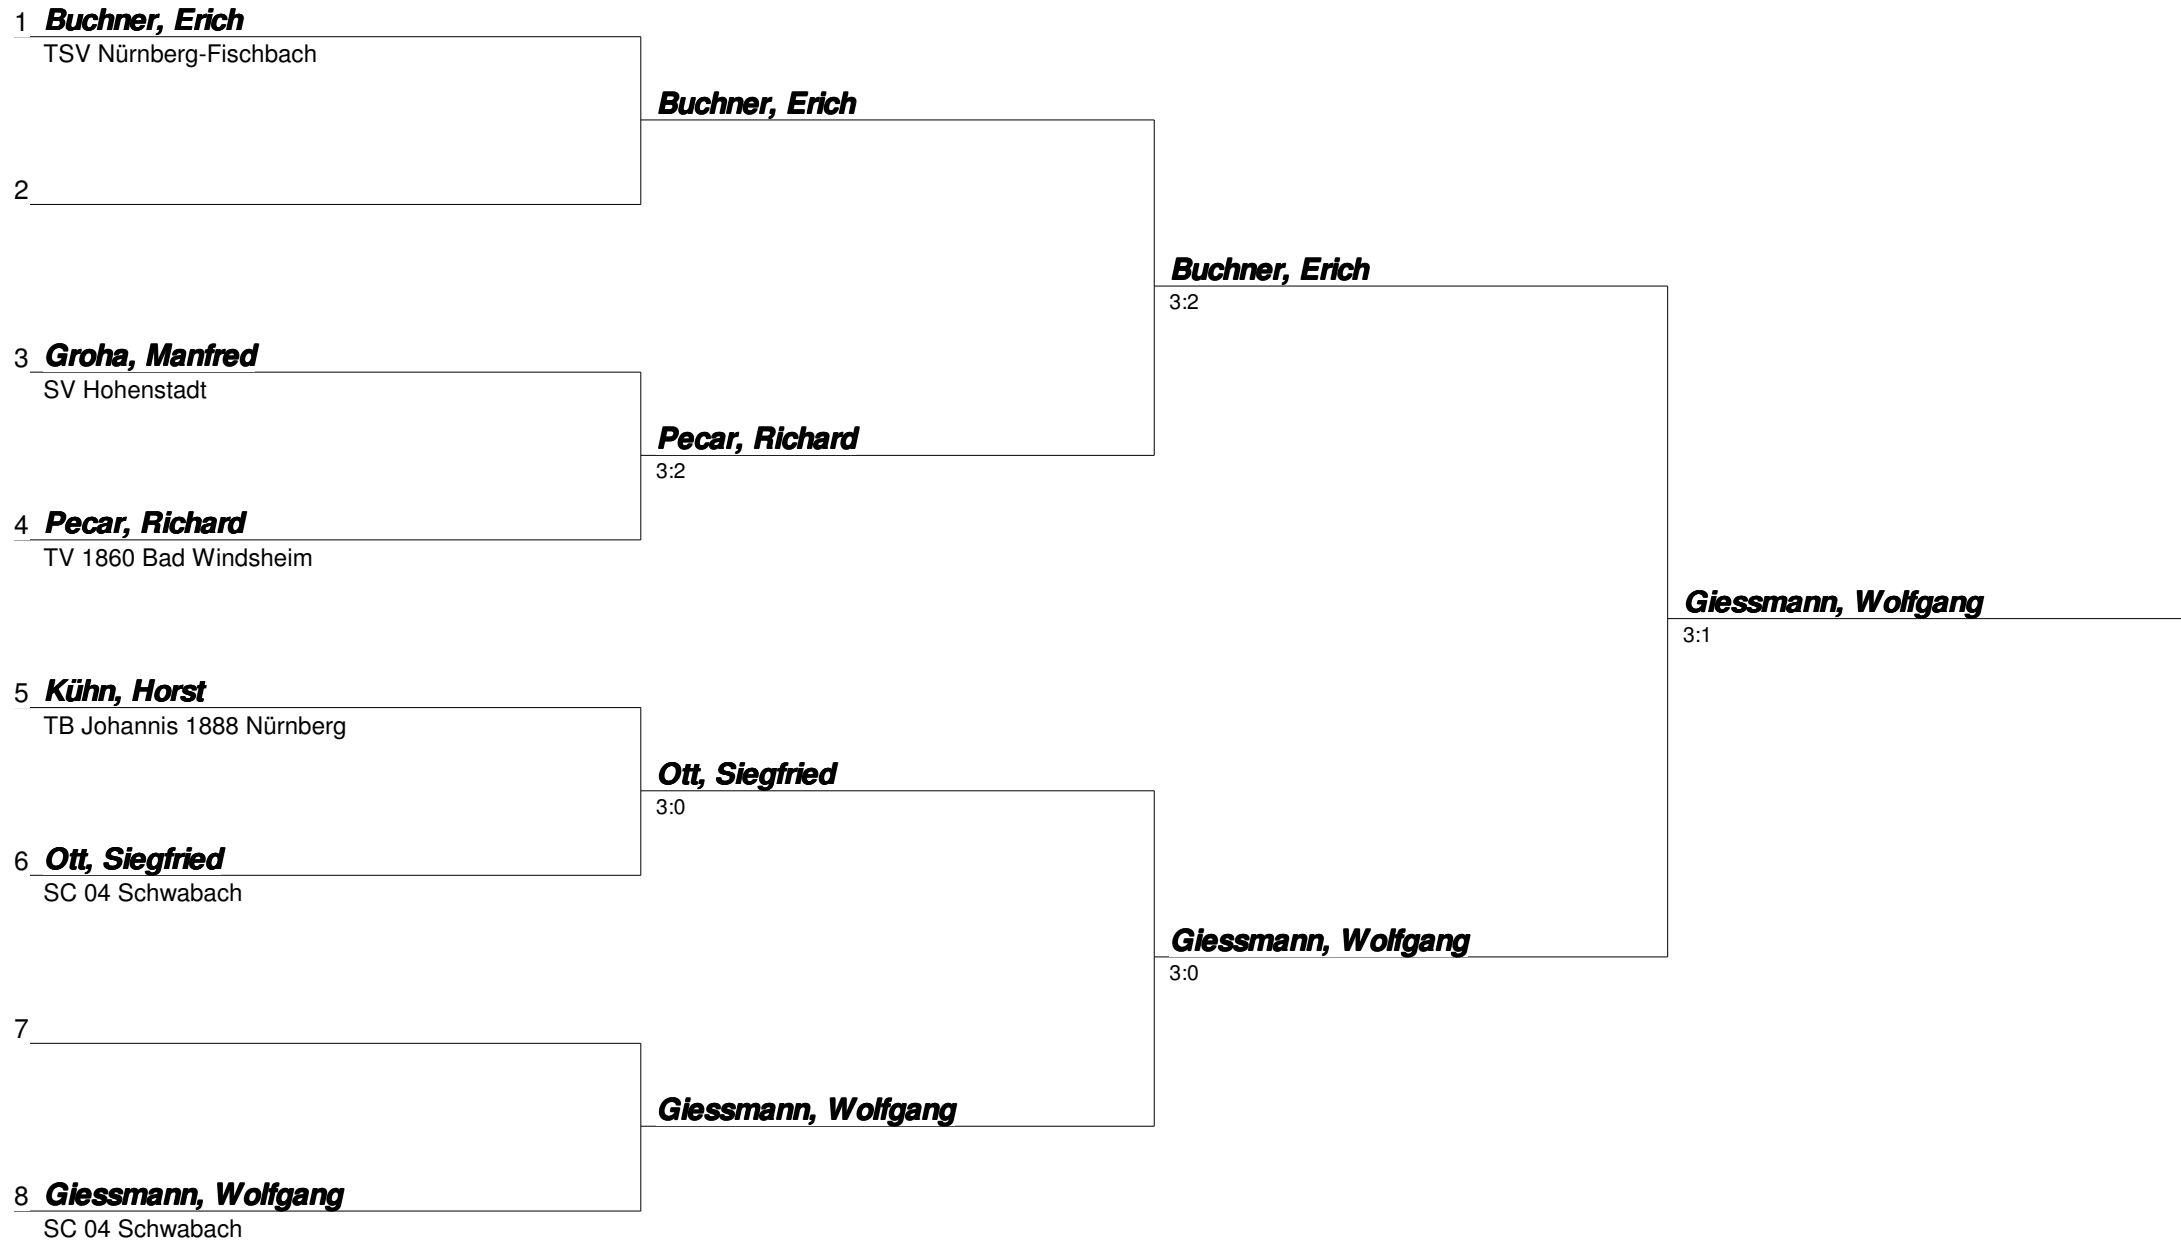 1 Buchner, Erich
TSV Nürnberg-Fischbach
Buchner, Erich
2
Buchner, Erich
3:2
3 Groha, Manfred
SV Hohenstadt
Pecar, Richard
3:2
4 Pecar, Richard
TV 1860 Bad Windsheim
Giessmann, Wolfgang
3:1
5 Kühn, Horst
TB Johannis 1888 Nürnberg
Ott, Siegfried
3:0
6 Ott, Siegfried
SC 04 Schwabach
Giessmann, Wolfgang
3:0
7
Giessmann, Wolfgang
8 Giessmann, Wolfgang
SC 04 Schwabach